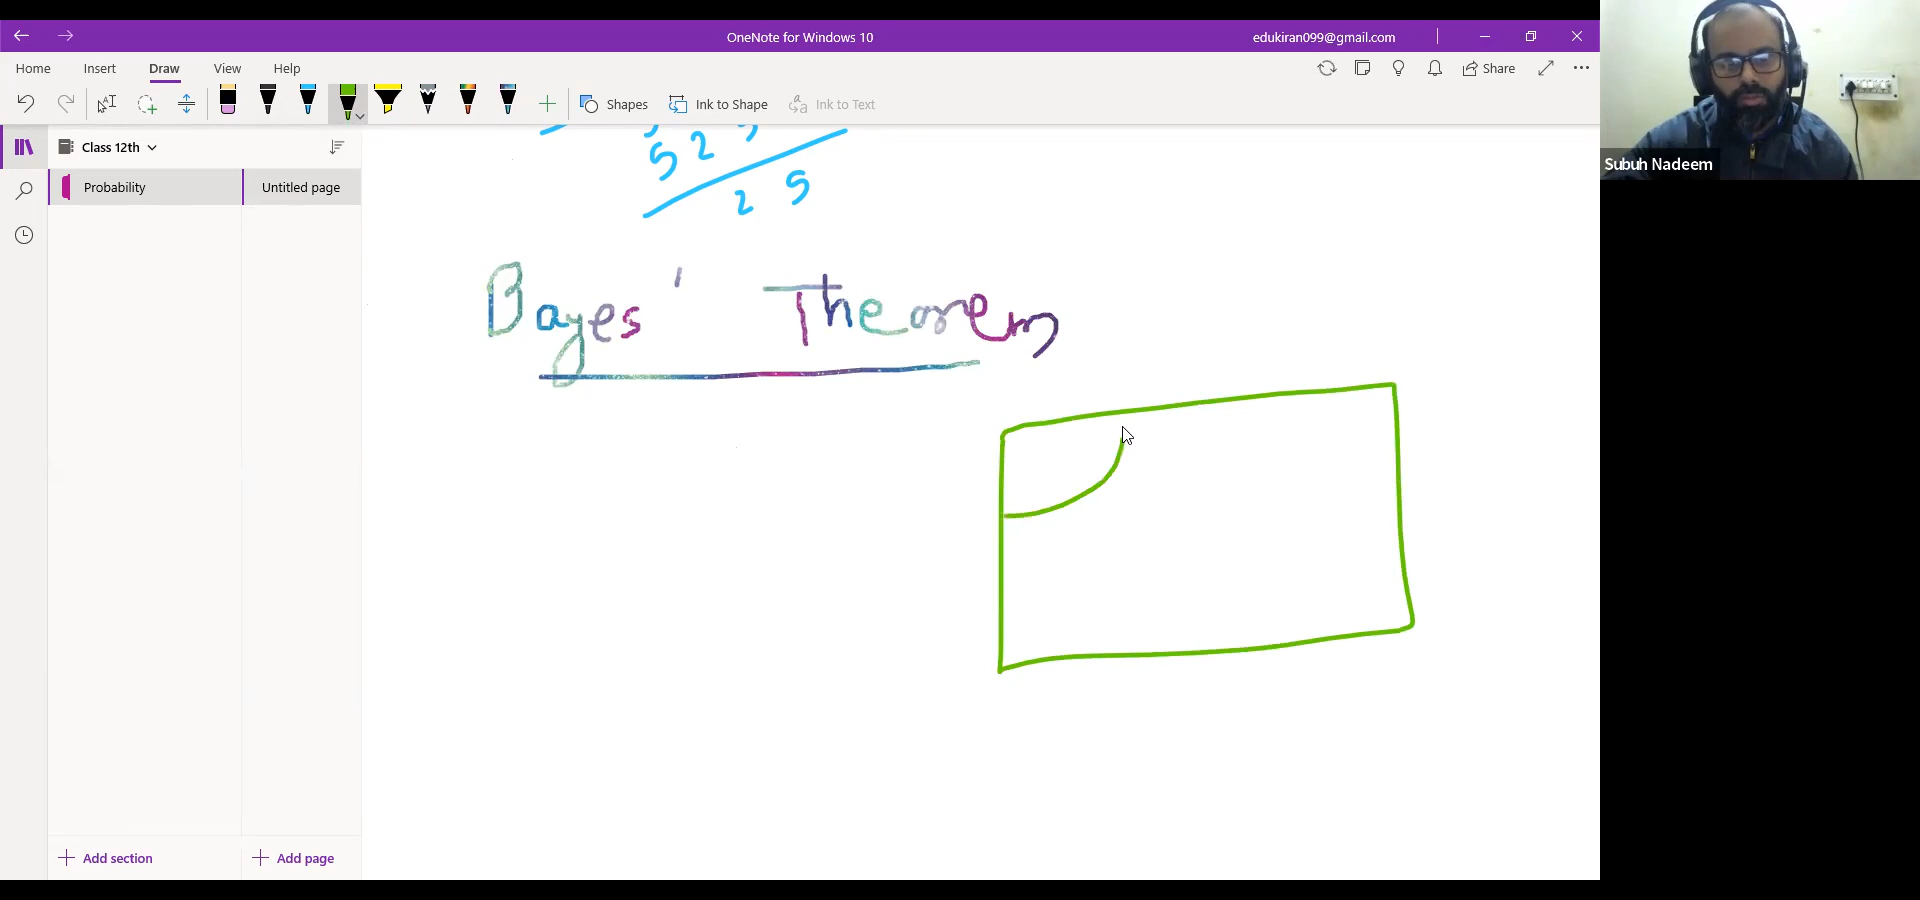 OneNote for Windows 10
edukiran099@gmail.com
Home Insert Draw View Help
Share
Shapes
Ink to Shape
Ink to Text
Class 12th
Probability
Untitled page
5 2
2 5
Bayes' Theorem
Subuh Nadeem
Add section
Add page